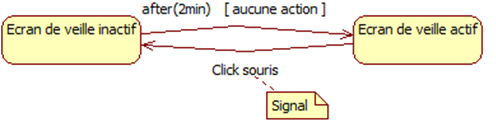 after(2min) [ aucune action ]
Ecran de veille inactif
Ecran de veille actif
Click souris
Signal